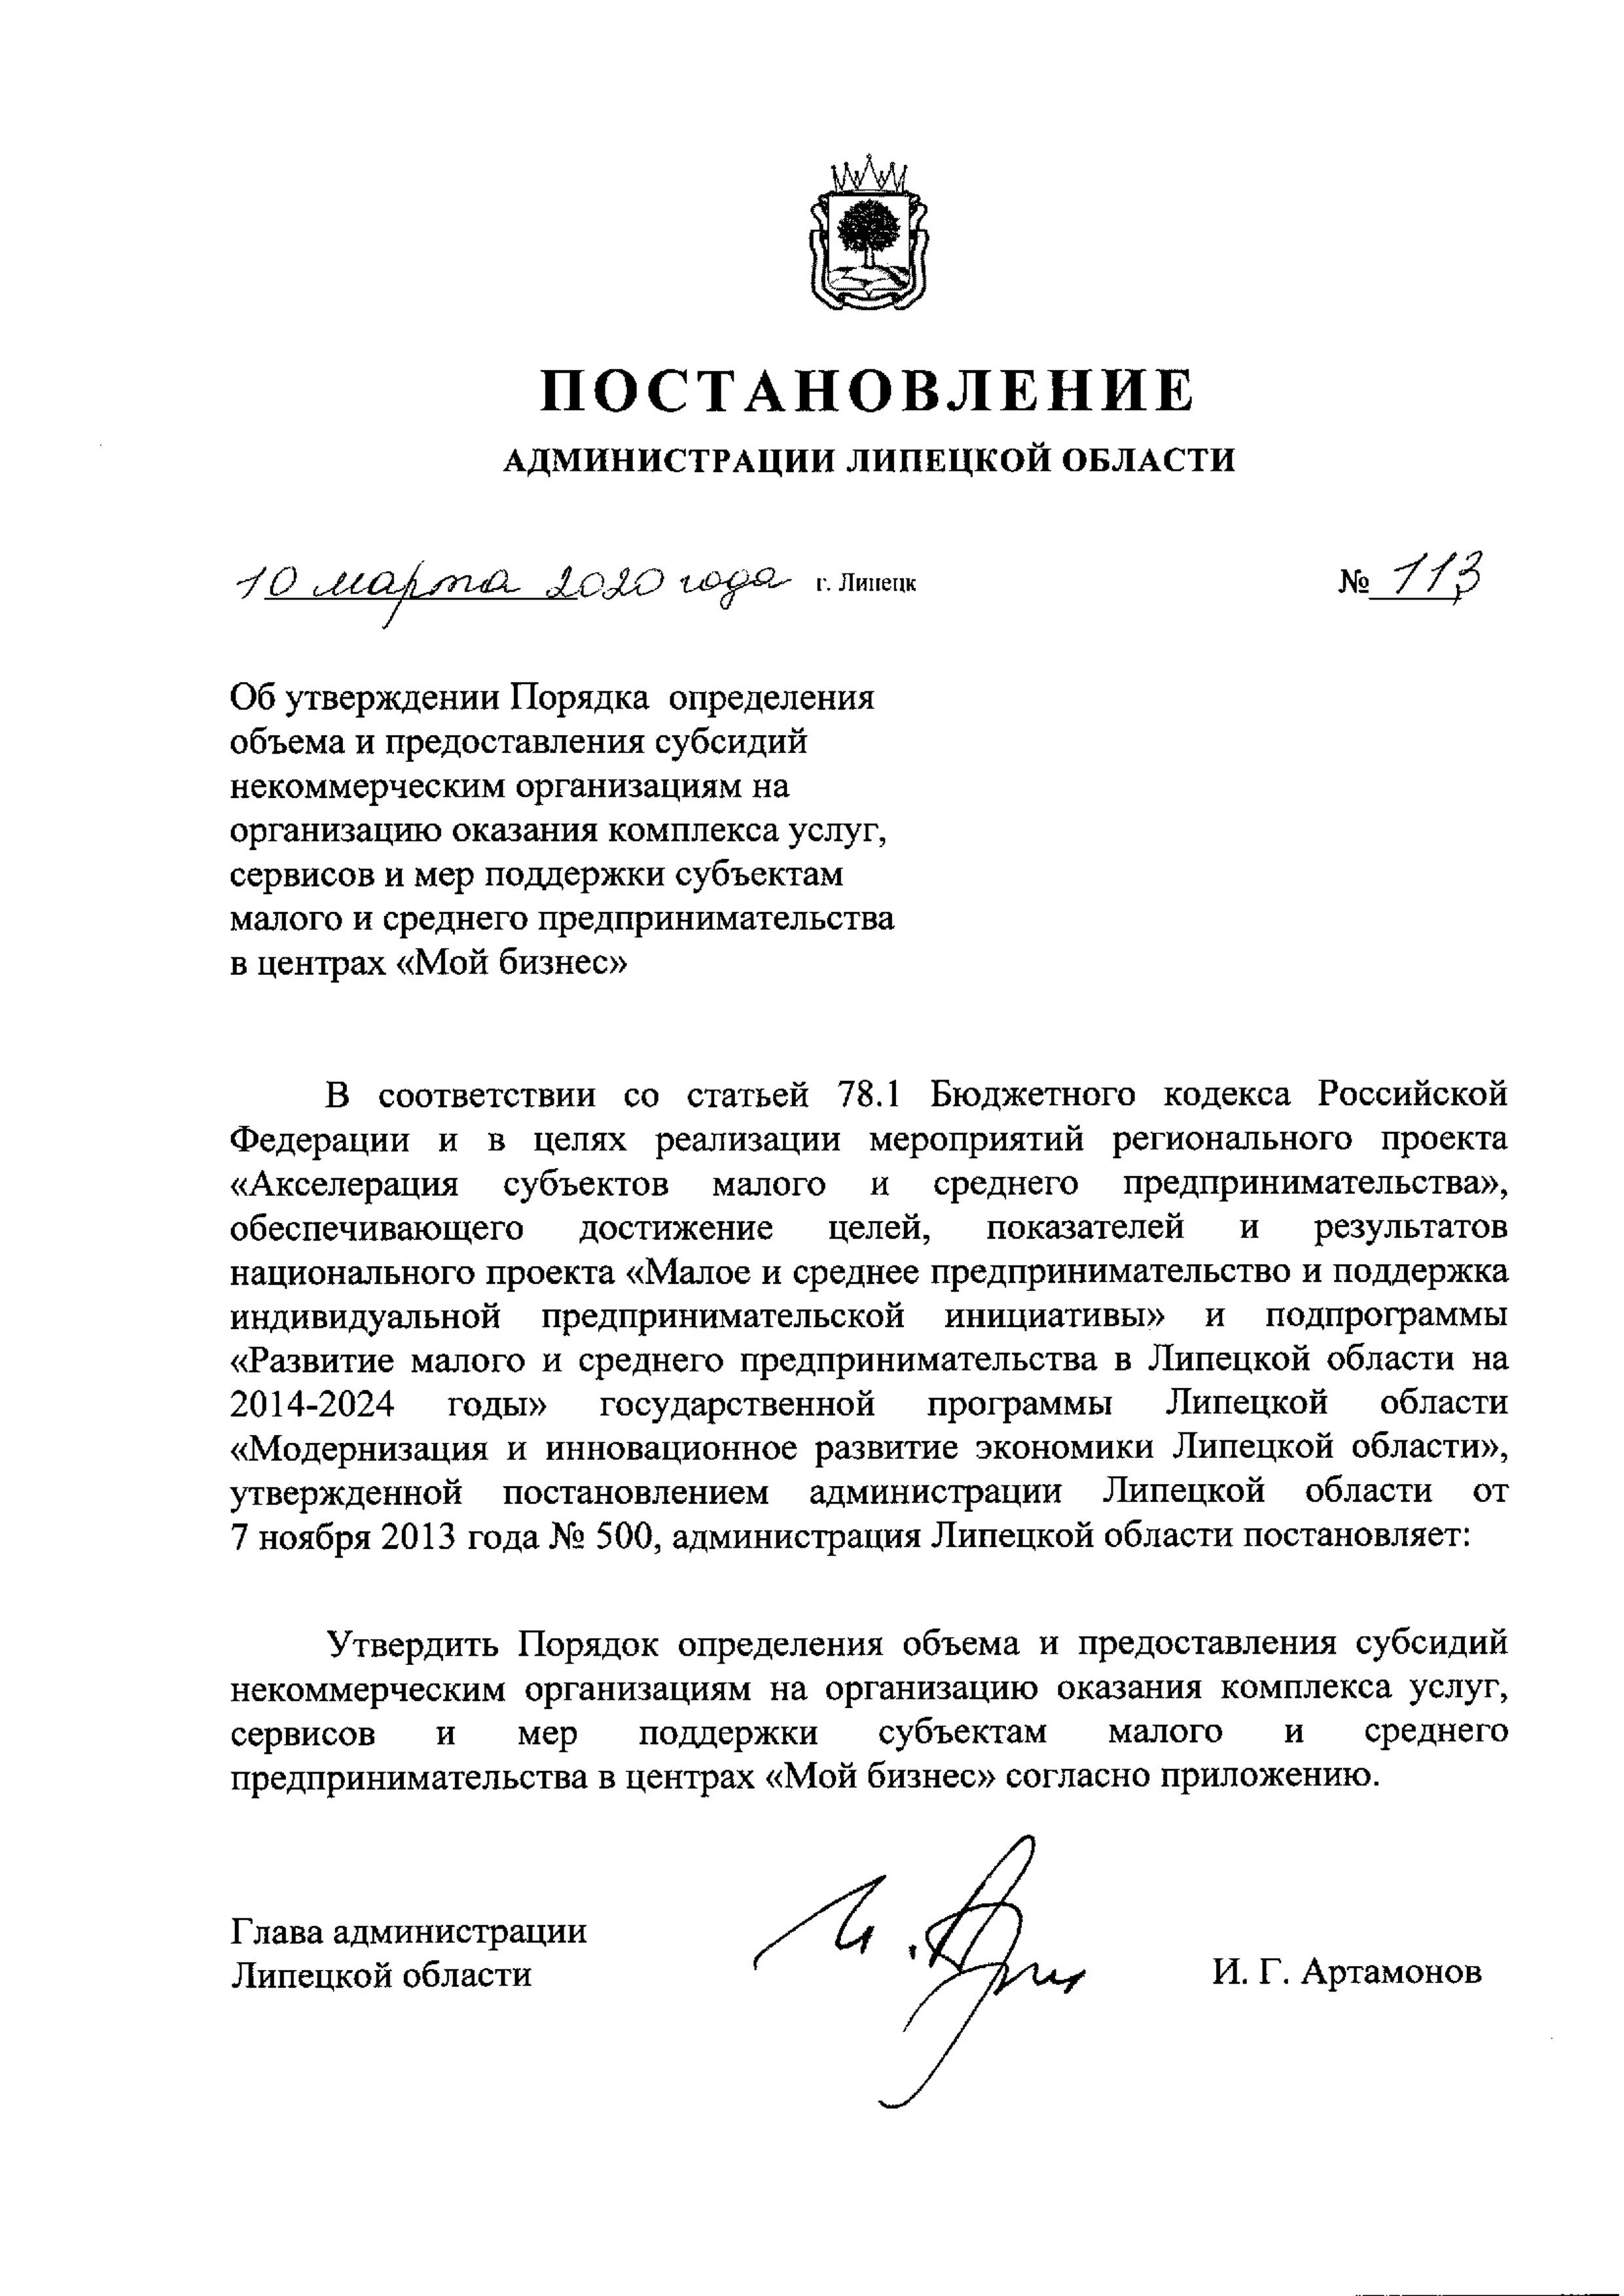 ПОСТАНОВЛЕНИЕ
АДМИНИСТРАЦИИ ЛИПЕЦКОЙ ОБЛАСТИ
10 марта 2020 года г. Липецк № 113
Об утверждении Порядка определения
объема и предоставления субсидий
некоммерческим организациям на
организацию оказания комплекса услуг,
сервисов и мер поддержки субъектам
малого и среднего предпринимательства
в центрах «Мой бизнес»
В соответствии со статьей 78.1 Бюджетного кодекса Российской
Федерации и в целях реализации мероприятий регионального проекта
«Акселерация субъектов малого и среднего предпринимательства»,
обеспечивающего достижение целей, показателей и результатов
национального проекта «Малое и среднее предпринимательство и поддержка
индивидуальной предпринимательской инициативы» и подпрограммы
«Развитие малого и среднего предпринимательства в Липецкой области на
2014-2024 годы» государственной программы Липецкой области
«Модернизация и инновационное развитие экономики Липецкой области»,
утвержденной постановлением администрации Липецкой области от
7 ноября 2013 года № 500, администрация Липецкой области постановляет:
Утвердить Порядок определения объема и предоставления субсидий
некоммерческим организациям на организацию оказания комплекса услуг,
сервисов и мер поддержки субъектам малого и среднего
предпринимательства в центрах «Мой бизнес» согласно приложению.
Глава администрации
Липецкой области И. Г. Артамонов